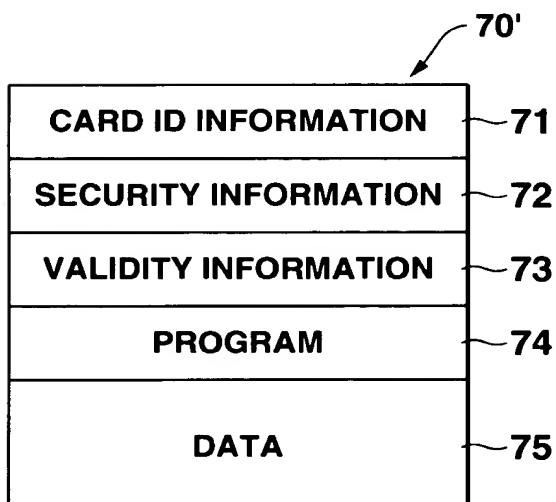 70'
CARD ID INFORMATION 71
SECURITY INFORMATION 72
VALIDITY INFORMATION 73
PROGRAM 74
DATA 75